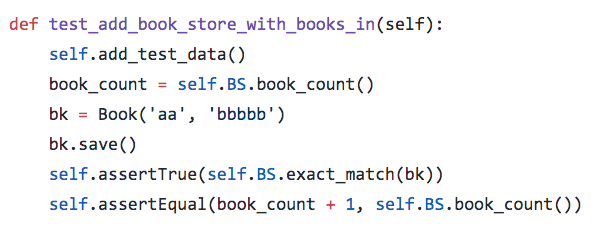 def test_add_book_store_with_books_in(self):
    self.add_test_data()
    book_count = self.BS.book_count()
    bk = Book('aa', 'bbbbb')
    bk.save()
    self.assertTrue(self.BS.exact_match(bk))
    self.assertEqual(book_count + 1, self.BS.book_count())